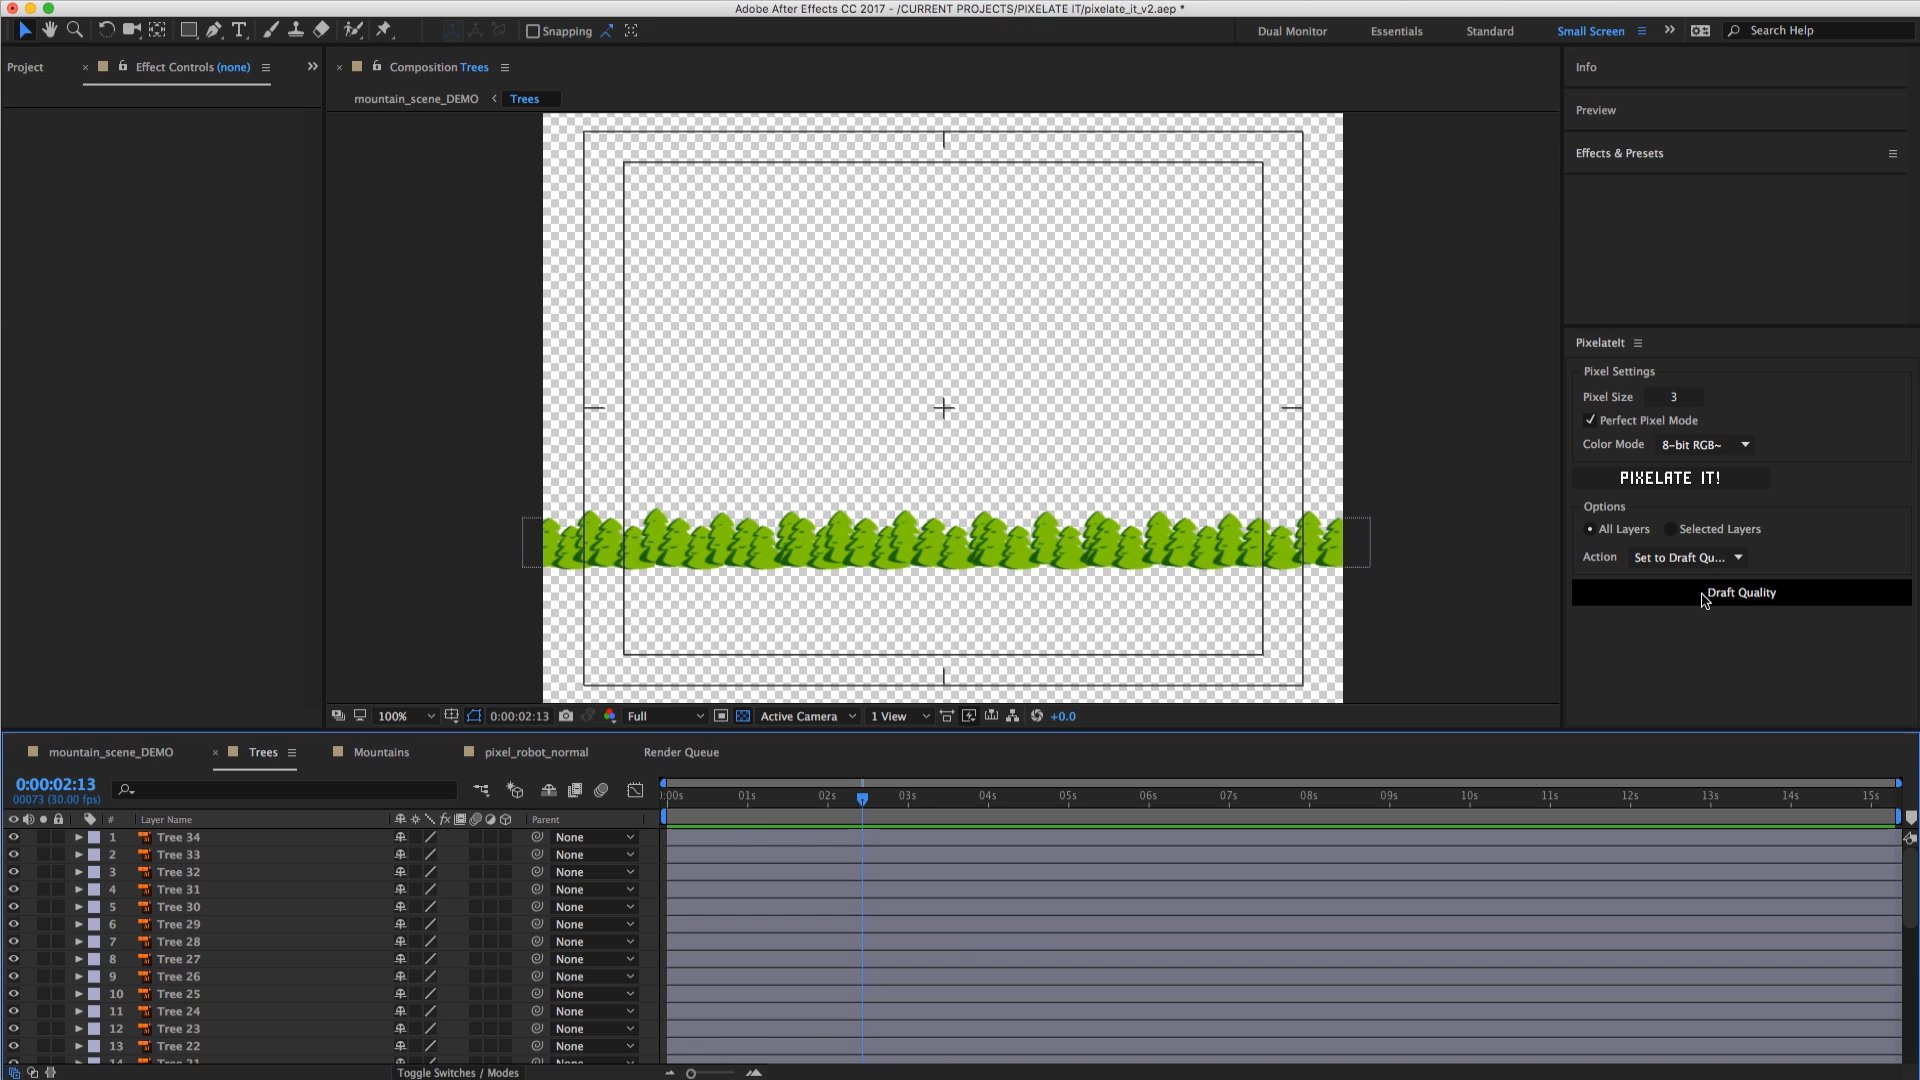 Adobe After Effects CC 2017 - /CURRENT PROJECTS/PIXELATE IT/pixelate_it_v2.aep *
Snapping
Dual Monitor
Essentials
Standard
Small Screen
Search Help
Project
Effect Controls (none)
Composition Trees
Info
mountain_scene_DEMO
Trees
Preview
Effects & Presets
PixelateIt
Pixel Settings
Pixel Size 3
Perfect Pixel Mode
Color Mode 8-bit RGB~
PIXELATE IT!
Options
All Layers Selected Layers
Action Set to Draft Qu...
Draft Quality
100% 0:00:02:13 Full Active Camera 1 View +0.0
mountain_scene_DEMO Trees Mountains pixel_robot_normal Render Queue
0:00:02:13
00073 (30.00 fps)
):00s 01s 02s 03s 04s 05s 06s 07s 08s 09s 10s 11s 12s 13s 14s 15s
# Layer Name Parent
1 Tree 34 None
2 Tree 33 None
3 Tree 32 None
4 Tree 31 None
5 Tree 30 None
6 Tree 29 None
7 Tree 28 None
8 Tree 27 None
9 Tree 26 None
10 Tree 25 None
11 Tree 24 None
12 Tree 23 None
13 Tree 22 None
14 Tree 21 None
Toggle Switches / Modes